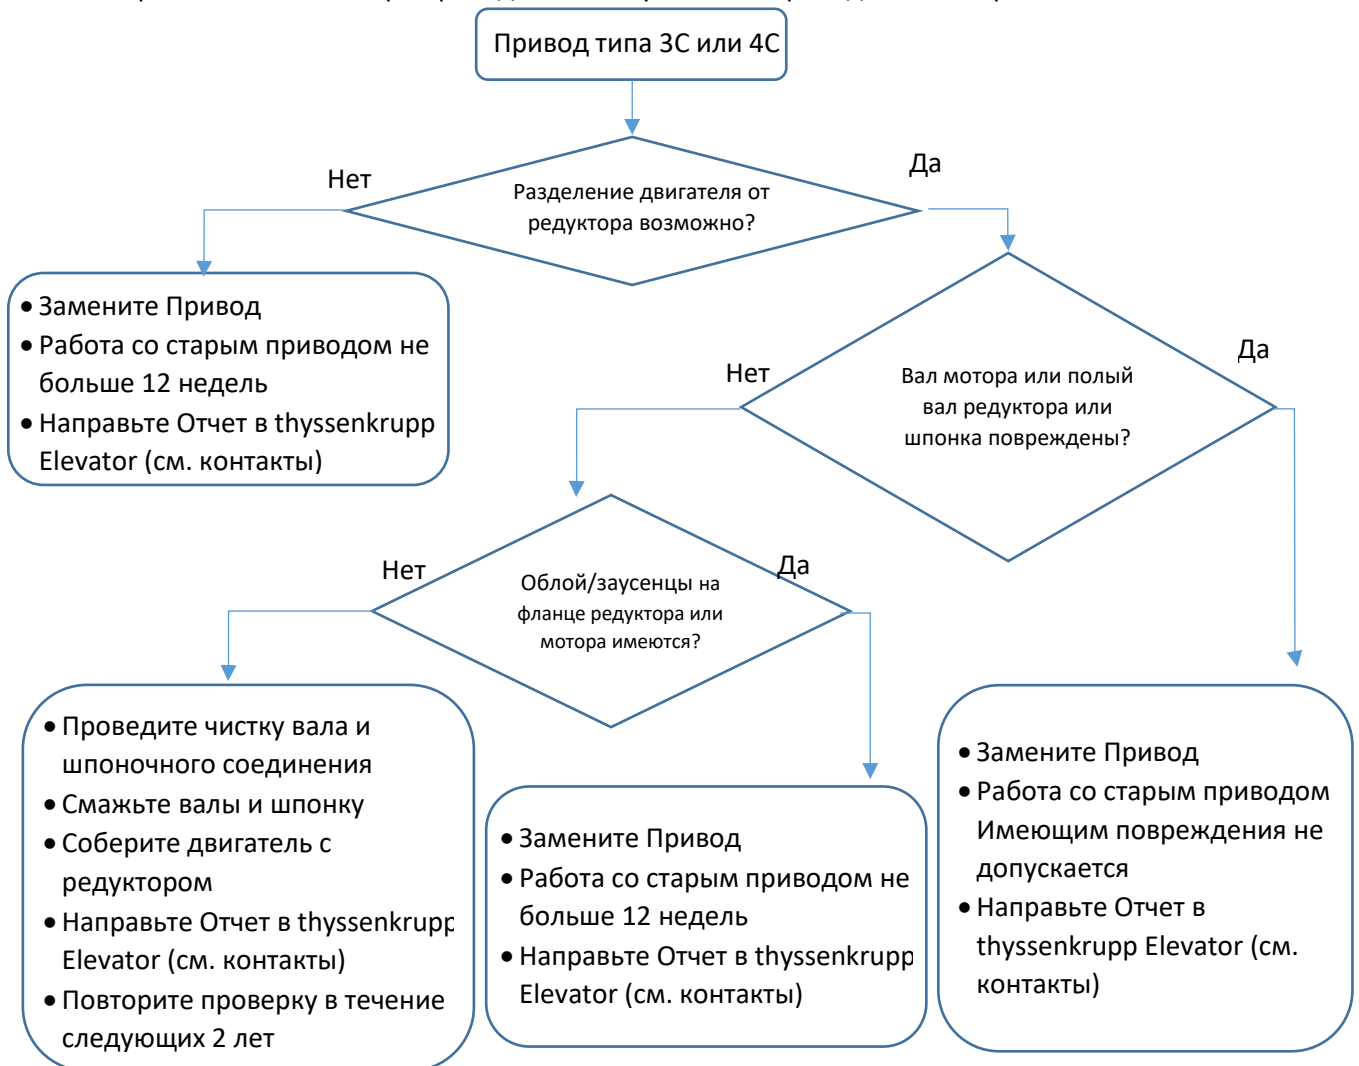 Привод типа 3С или 4С
Нет
Да
Разделение двигателя от
редуктора возможно?
• Замените Привод
• Работа со старым приводом не
больше 12 недель
• Направьте Отчет в thyssenkrupp
Elevator (см. контакты)
Нет
Да
Вал мотора или полый
вал редуктора или
шпонка повреждены?
Нет
Да
Облой/заусенцы на
фланце редуктора или
мотора имеются?
• Проведите чистку вала и
шпоночного соединения
• Смажьте валы и шпонку
• Соберите двигатель с
редуктором
• Направьте Отчет в thyssenkrupp
Elevator (см. контакты)
• Повторите проверку в течение
следующих 2 лет
• Замените Привод
• Работа со старым приводом не
больше 12 недель
• Направьте Отчет в thyssenkrupp
Elevator (см. контакты)
• Замените Привод
• Работа со старым приводом
Имеющим повреждения не
допускается
• Направьте Отчет в
thyssenkrupp Elevator (см.
контакты)